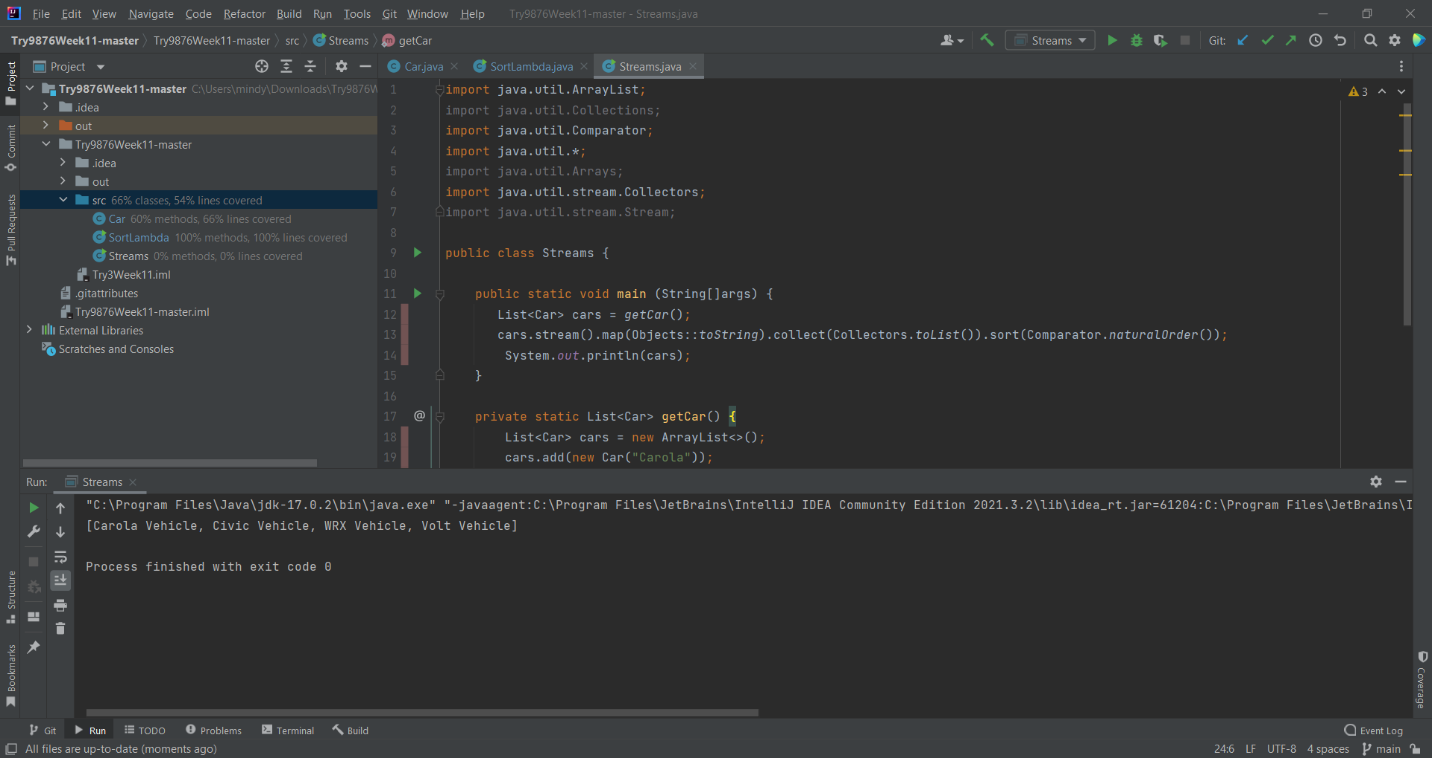 File Edit View Navigate Code Refactor Build Run Tools Git Window Help Try9876Week11-master - Streams.java
Try9876Week11-master Try9876Week11-master src Streams getCar Streams Git:
Project Car.java SortLambda.java Streams.java
Project
Commit
Pull Requests
Structure
Bookmarks
Try9876Week11-master C:\Users\mindy\Downloads\Try9876W
.idea
out
Try9876Week11-master
.idea
out
src 66% classes, 54% lines covered
Car 60% methods, 66% lines covered
SortLambda 100% methods, 100% lines covered
Streams 0% methods, 0% lines covered
Try3Week11.iml
.gitattributes
Try9876Week11-master.iml
External Libraries
Scratches and Consoles
3
1 import java.util.ArrayList;
2 import java.util.Collections;
3 import java.util.Comparator;
4 import java.util.*;
5 import java.util.Arrays;
6 import java.util.stream.Collectors;
7 import java.util.stream.Stream;
8
9 public class Streams {
10
11 public static void main (String[]args) {
12 List<Car> cars = getCar();
13 cars.stream().map(Objects::toString).collect(Collectors.toList()).sort(Comparator.naturalOrder());
14 System.out.println(cars);
15 }
16
17 @ private static List<Car> getCar() {
18 List<Car> cars = new ArrayList<>();
19 cars.add(new Car("Carola"));
Run: Streams
"C:\Program Files\Java\jdk-17.0.2\bin\java.exe" "-javaagent:C:\Program Files\JetBrains\IntelliJ IDEA Community Edition 2021.3.2\lib\idea_rt.jar=61204:C:\Program Files\JetBrains\I
[Carola Vehicle, Civic Vehicle, WRX Vehicle, Volt Vehicle]
Process finished with exit code 0
Coverage
Git Run TODO Problems Terminal Build Event Log
All files are up-to-date (moments ago) 24:6 LF UTF-8 4 spaces main